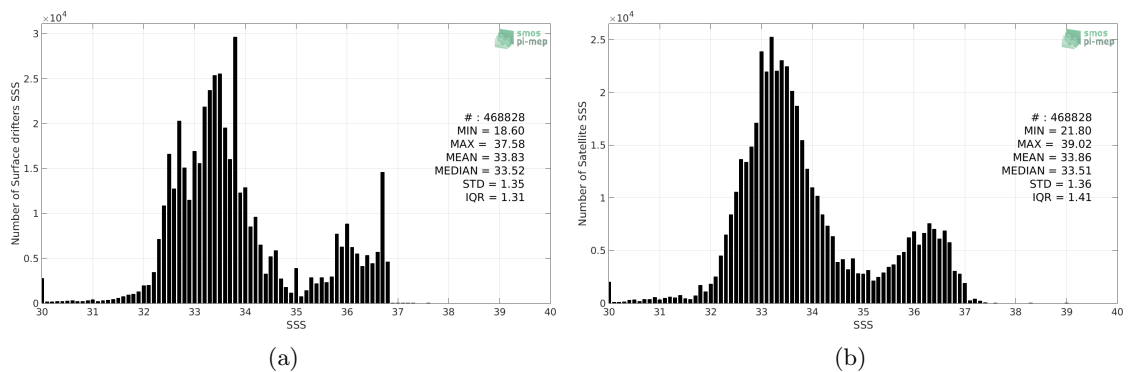 ×10⁴
3
2.5
2
1.5
1
0.5
0
30 31 32 33 34 35 36 37 38 39 40
SSS
Number of Surface drifters SSS
smos
pi-mep
# : 468828
MIN = 18.60
MAX = 37.58
MEAN = 33.83
MEDIAN = 33.52
STD = 1.35
IQR = 1.31
(a)
×10⁴
2.5
2
1.5
1
0.5
0
30 31 32 33 34 35 36 37 38 39 40
SSS
Number of Satellite SSS
smos
pi-mep
# : 468828
MIN = 21.80
MAX = 39.02
MEAN = 33.86
MEDIAN = 33.51
STD = 1.36
IQR = 1.41
(b)